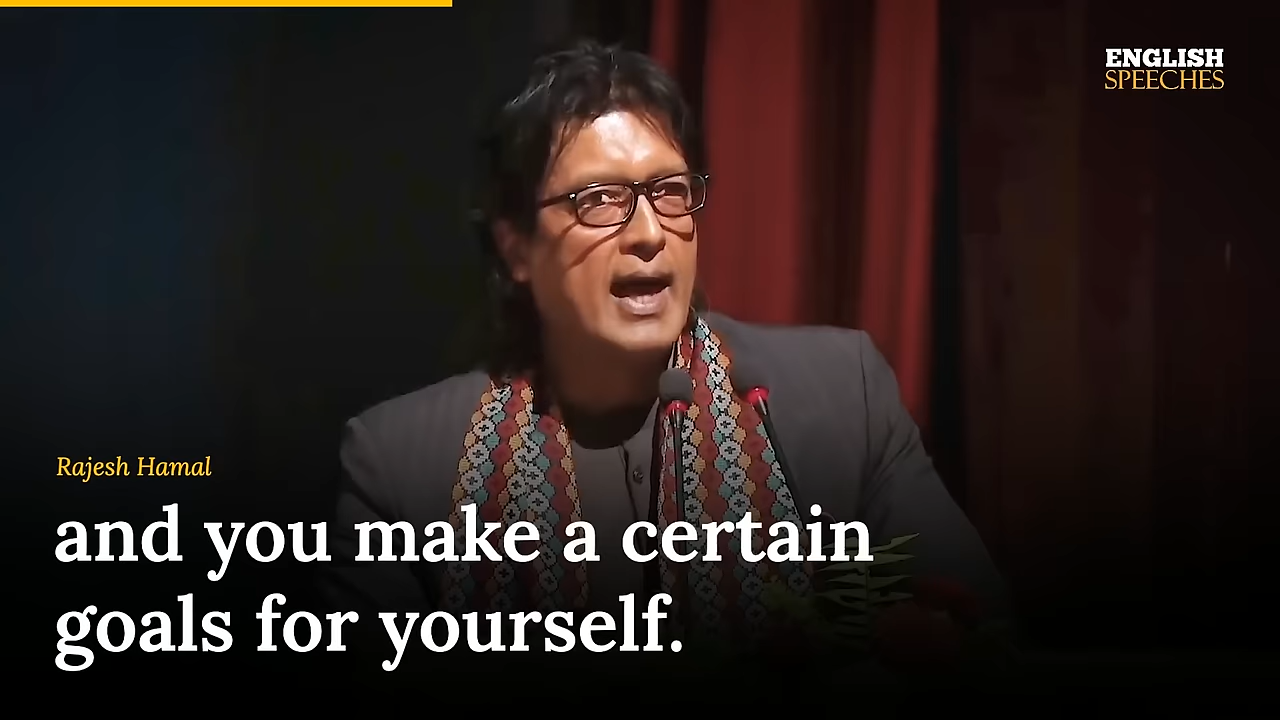 ENGLISH
SPEECHES
Rajesh Hamal
and you make a certain
goals for yourself.